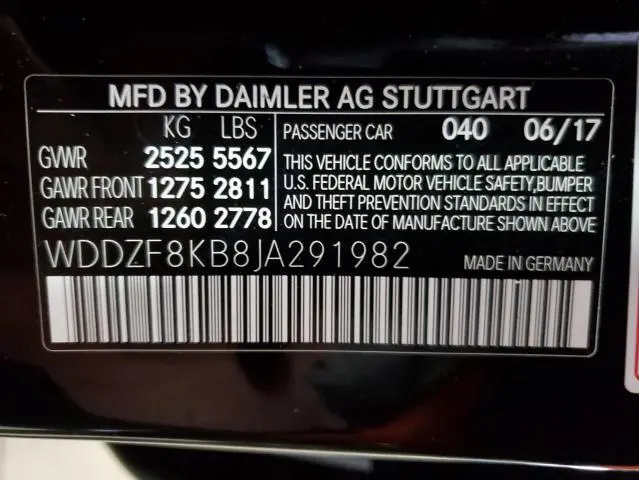 MFD BY DAIMLER AG STUTTGART
KG LBS
GVWR 2525 5567
GAWR FRONT 1275 2811
GAWR REAR 1260 2778
PASSENGER CAR 040 06/17
THIS VEHICLE CONFORMS TO ALL APPLICABLE
U.S. FEDERAL MOTOR VEHICLE SAFETY,BUMPER
AND THEFT PREVENTION STANDARDS IN EFFECT
ON THE DATE OF MANUFACTURE SHOWN ABOVE
WDDZF8KB8JA291982 MADE IN GERMANY